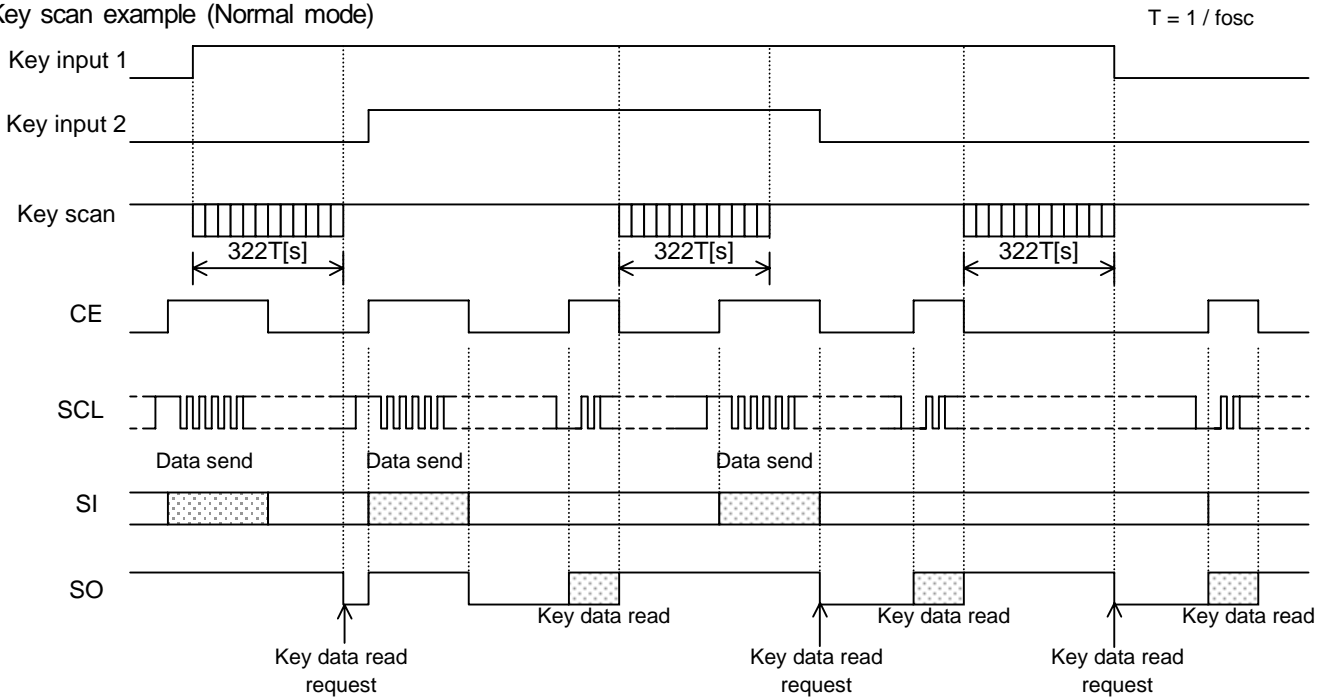 Key scan example (Normal mode)
T = 1 / fosc
Key input 1
Key input 2
Key scan
322T[s] 322T[s] 322T[s]
CE
SCL
Data send Data send Data send
SI
SO
Key data read Key data read Key data read
Key data read Key data read Key data read
request request request